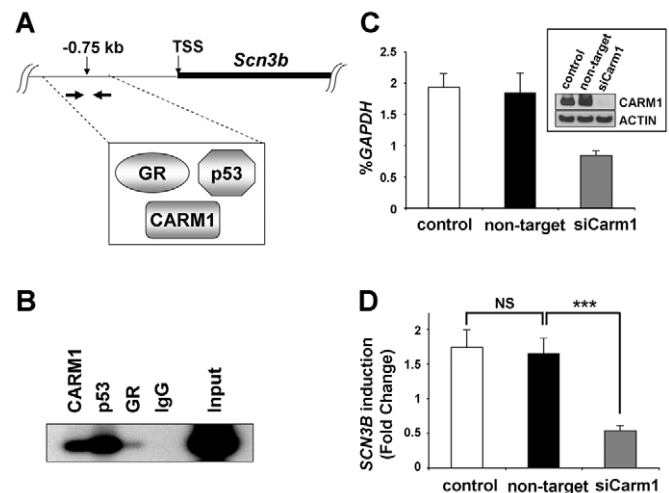 A
-0.75 kb
TSS
Scn3b
GR
p53
CARM1
B
CARM1
p53
GR
IgG
Input
C
%GAPDH
2.5
2
1.5
1
0.5
0
control
non-target
siCarm1
control
non-target
siCarm1
CARM1
ACTIN
D
SCN3B induction
(Fold Change)
2
1.5
1
0.5
0
NS
***
control
non-target
siCarm1